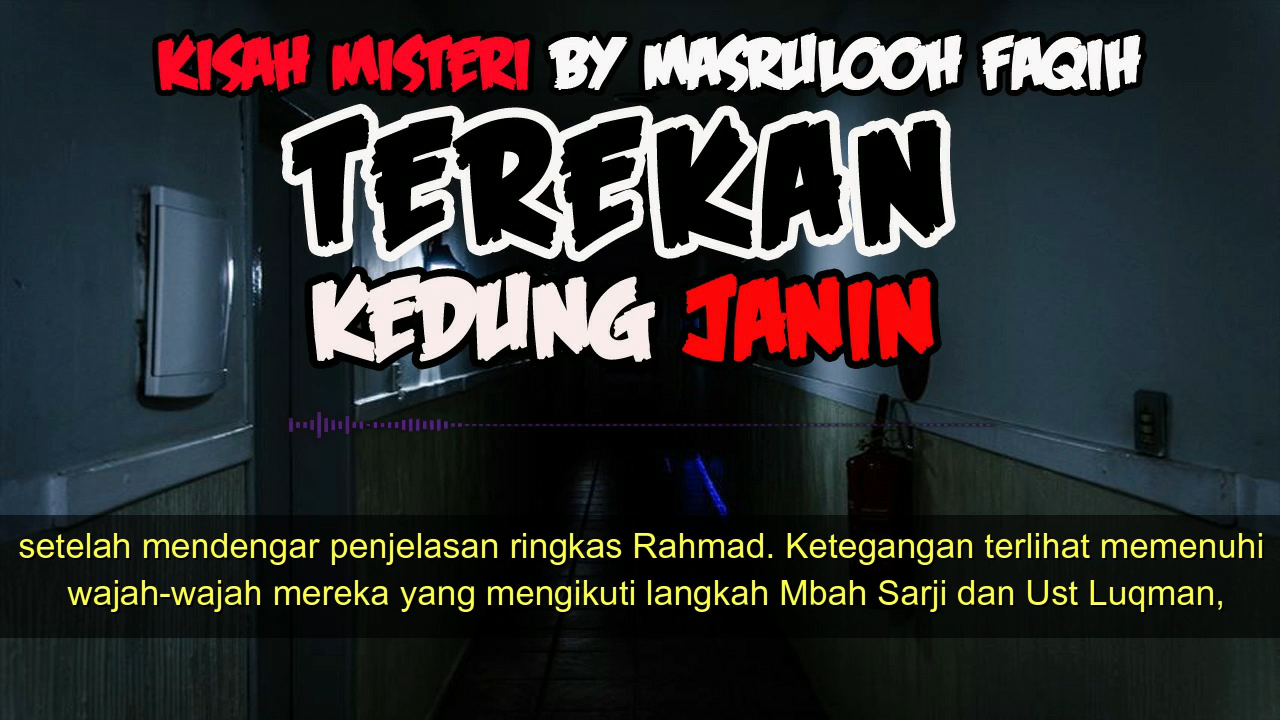 KISAH MISTERI BY MASRULOOH FAQIH
TEREKAN
KEDUNG JANIN
setelah mendengar penjelasan ringkas Rahmad. Ketegangan terlihat memenuhi
wajah-wajah mereka yang mengikuti langkah Mbah Sarji dan Ust Luqman,